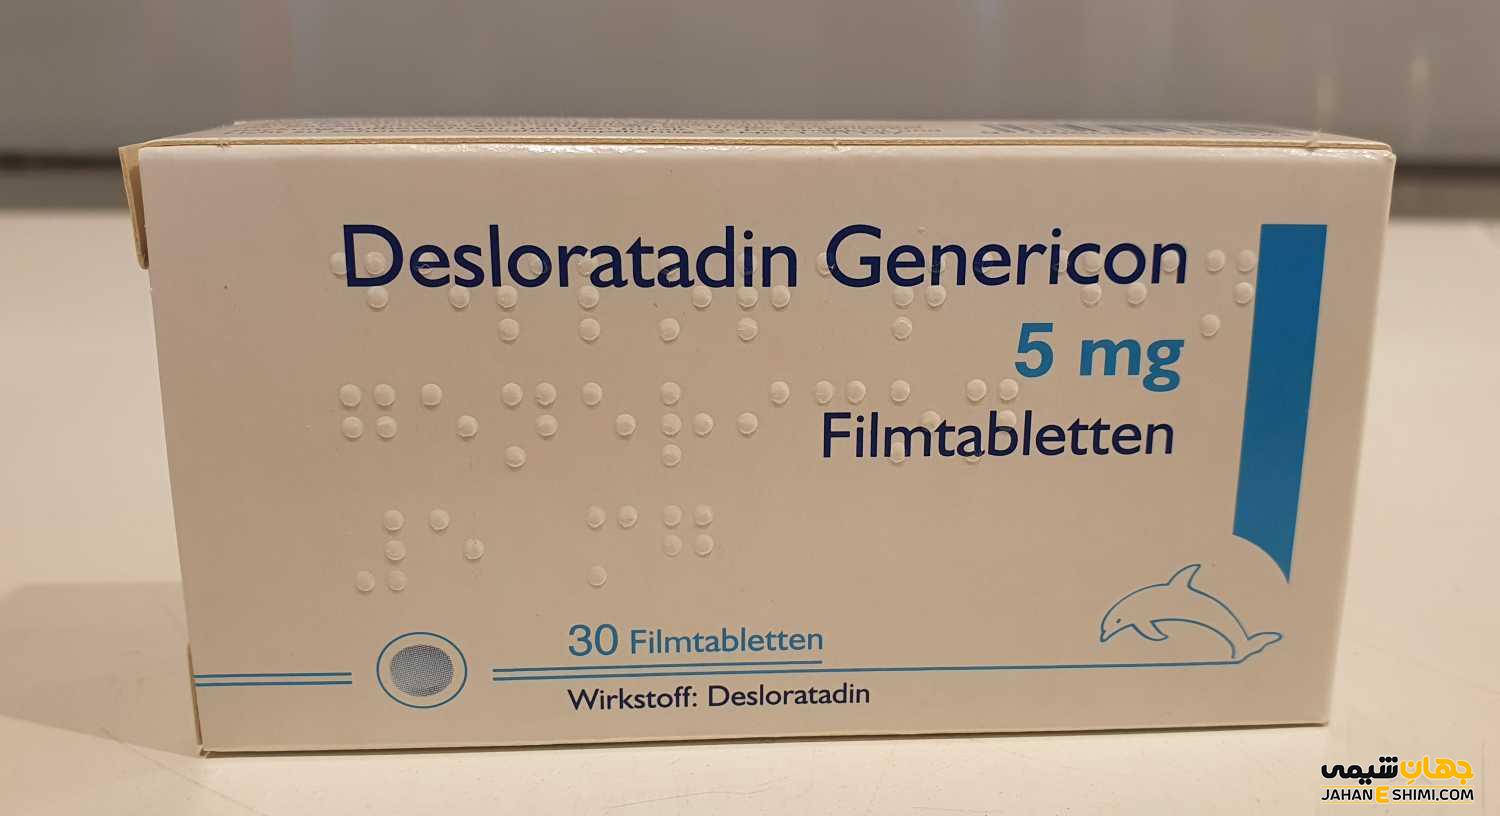 Desloratadin Genericon
5 mg
Filmtabletten
30 Filmtabletten
Wirkstoff: Desloratadin
جهان شیمی
JAHANESHIMI.COM